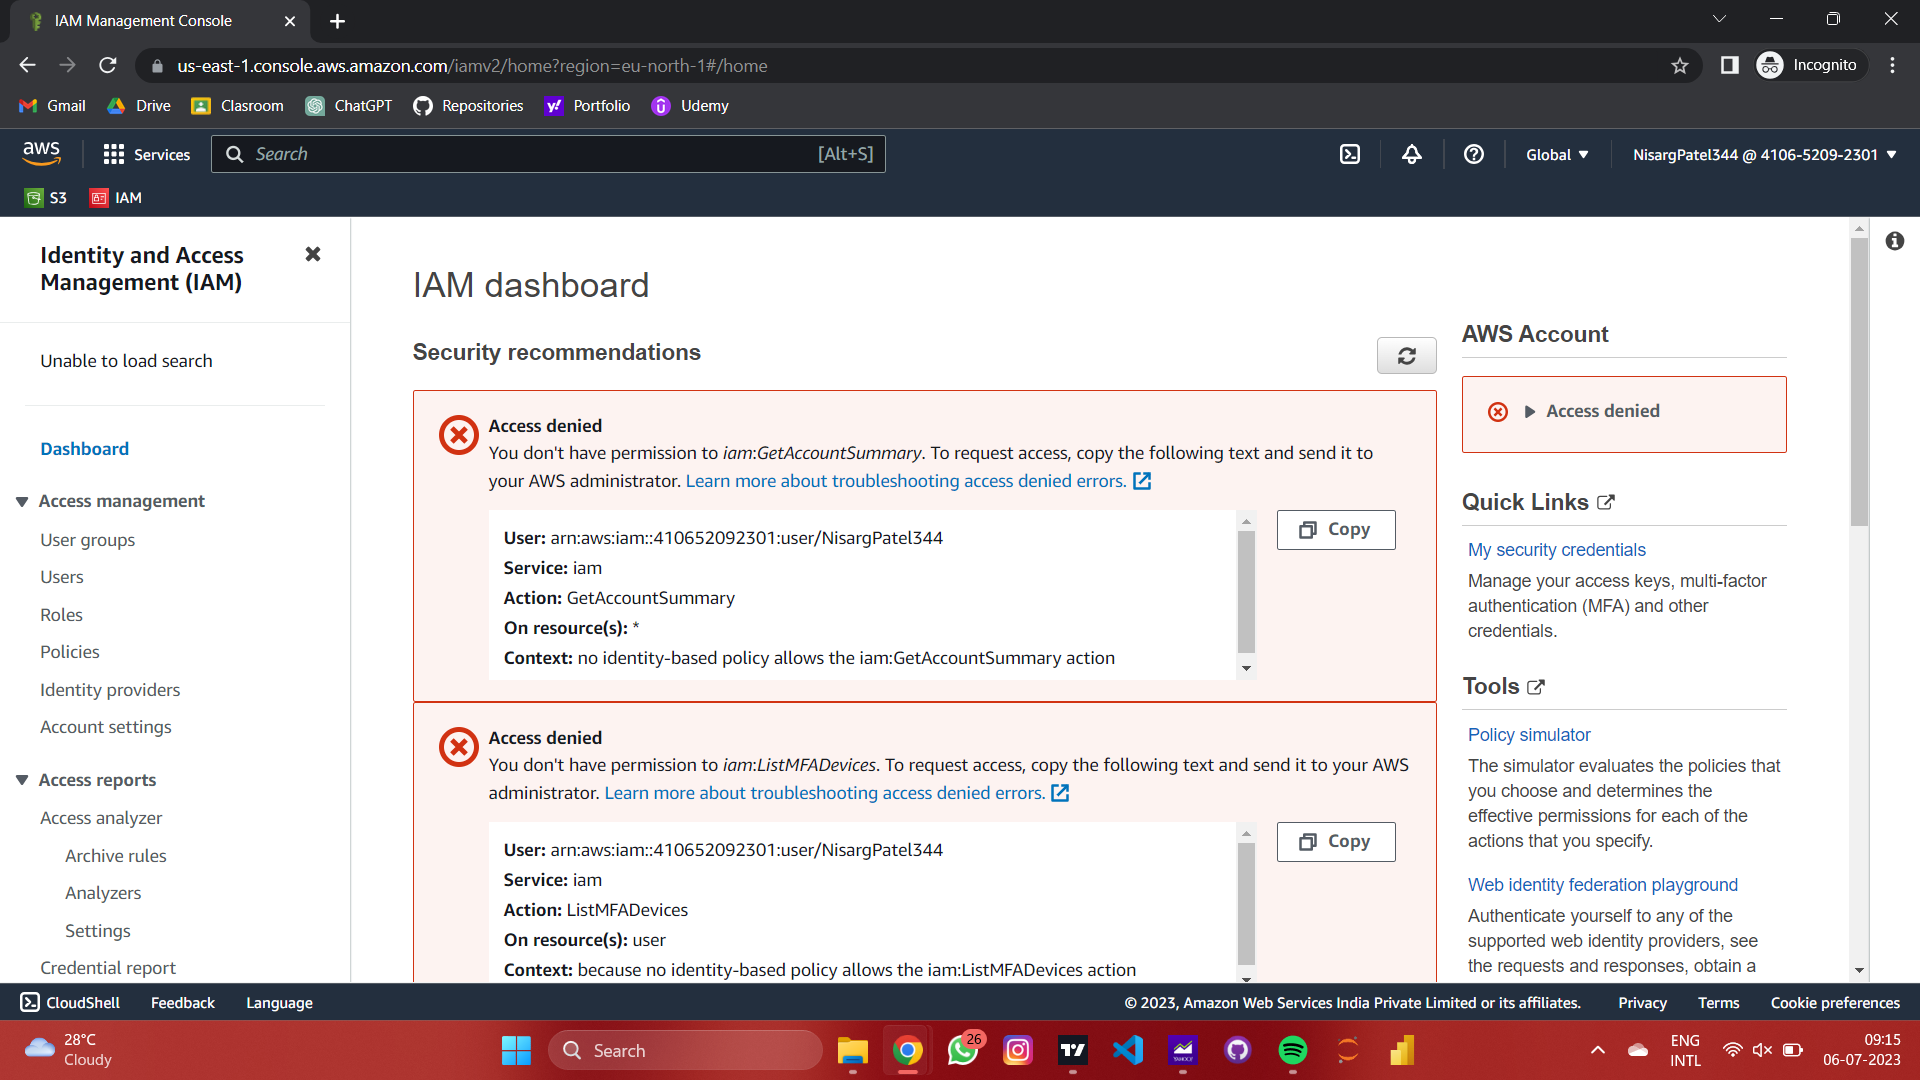 IAM Management Console
us-east-1.console.aws.amazon.com/iamv2/home?region=eu-north-1#/home
Incognito
Gmail
Drive
Clasroom
ChatGPT
Repositories
Portfolio
Udemy
aws
Services
Search
[Alt+S]
Global
NisargPatel344 @ 4106-5209-2301
S3
IAM
Identity and Access
Management (IAM)
Unable to load search
Dashboard
Access management
User groups
Users
Roles
Policies
Identity providers
Account settings
Access reports
Access analyzer
Archive rules
Analyzers
Settings
Credential report
IAM dashboard
Security recommendations
Access denied
You don't have permission to iam:GetAccountSummary. To request access, copy the following text and send it to
your AWS administrator. Learn more about troubleshooting access denied errors.
User: arn:aws:iam::410652092301:user/NisargPatel344
Service: iam
Action: GetAccountSummary
On resource(s): *
Context: no identity-based policy allows the iam:GetAccountSummary action
Copy
Access denied
You don't have permission to iam:ListMFADevices. To request access, copy the following text and send it to your AWS
administrator. Learn more about troubleshooting access denied errors.
User: arn:aws:iam::410652092301:user/NisargPatel344
Service: iam
Action: ListMFADevices
On resource(s): user
Context: because no identity-based policy allows the iam:ListMFADevices action
Copy
AWS Account
Access denied
Quick Links
My security credentials
Manage your access keys, multi-factor
authentication (MFA) and other
credentials.
Tools
Policy simulator
The simulator evaluates the policies that
you choose and determines the
effective permissions for each of the
actions that you specify.
Web identity federation playground
Authenticate yourself to any of the
supported web identity providers, see
the requests and responses, obtain a
CloudShell
Feedback
Language
© 2023, Amazon Web Services India Private Limited or its affiliates.
Privacy
Terms
Cookie preferences
28°C
Cloudy
Search
26
ENG
INTL
09:15
06-07-2023